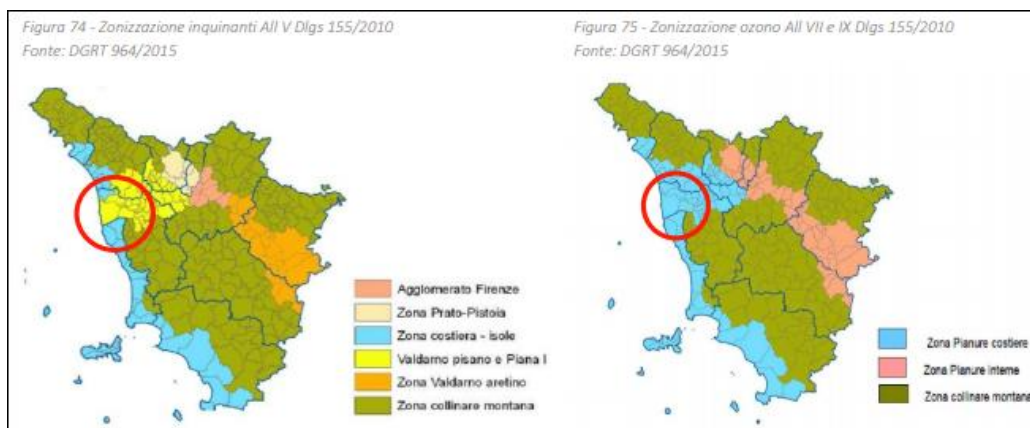 Figura 74 - Zonizzazione inquinanti All V Dlgs 155/2010
Fonte: DGRT 964/2015
Agglomerato Firenze
Zona Prato-Pistoia
Zona costiera - isole
Valdarno pisano e Piana l
Zona Valdarno aretino
Zona collinare montana
Figura 75 - Zonizzazione ozono All VII e IX Dlgs 155/2010
Fonte: DGRT 964/2015
Zona Pianure costiere
Zona Pianure interne
Zona collinare montana